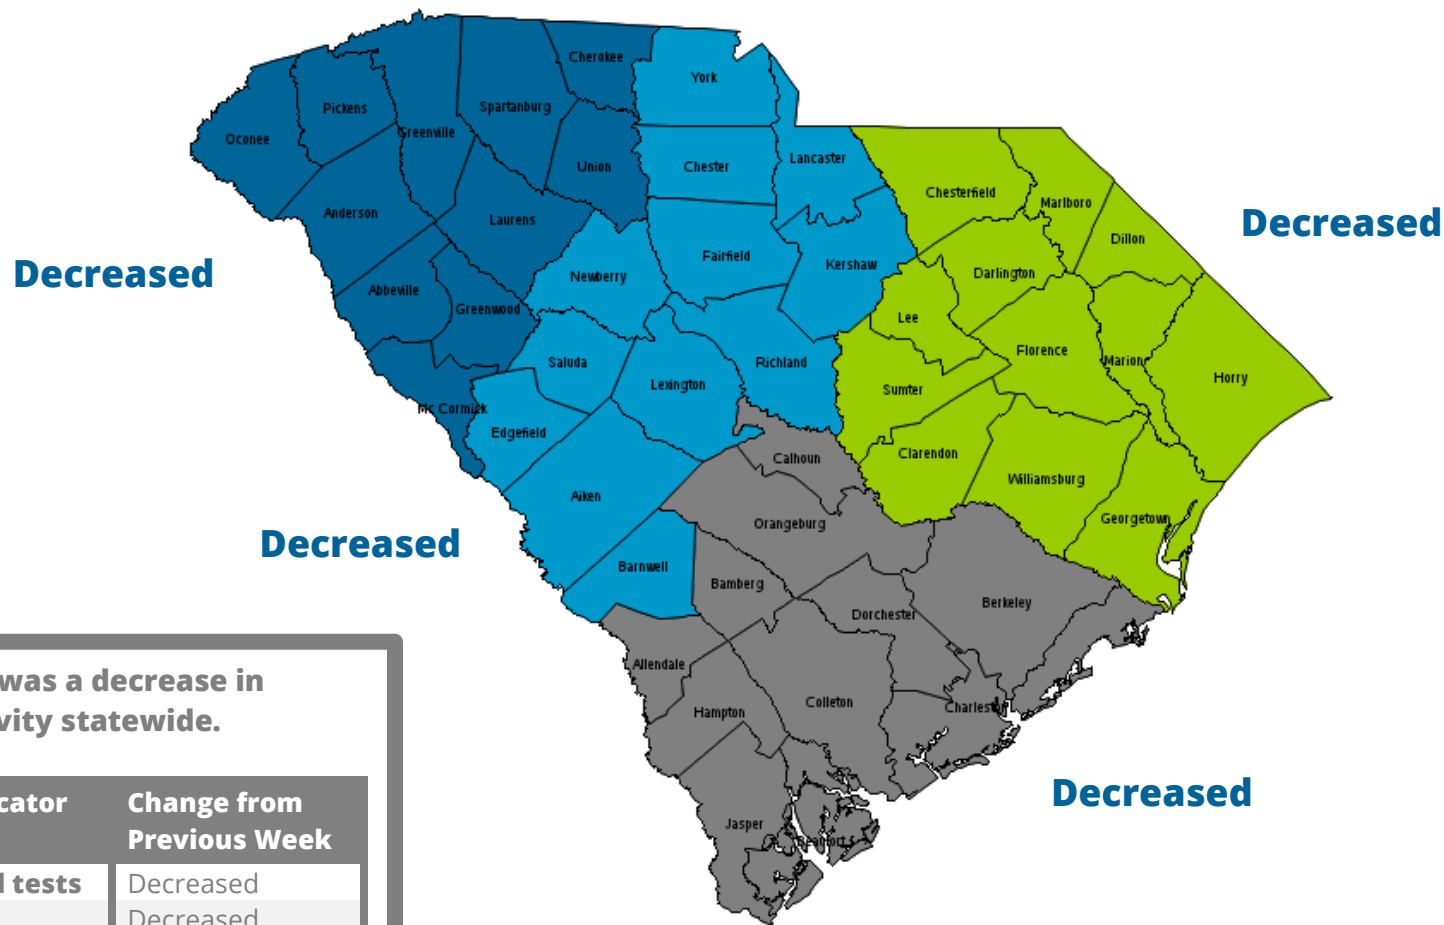 Cherokee
York
Pickens
Spartanburg
Greenville
Oconee
Union
Chester
Lancaster
Chesterfield
Marlboro
Anderson
Laurens
Dillon
Decreased
Fairfield
Kershaw
Darlington
Newberry
Decreased
Abbeville
Greenwood
Lee
Florence
Marion
Saluda
Richland
Horry
Lexington
Sumter
Mc Cormick
Edgefield
Calhoun
Clarendon
Williamsburg
Aiken
Georgetown
Orangeburg
Decreased
Barnwell
Bamberg
Berkeley
Dorchester
Allendale
Colleton
Charleston
Hampton
Decreased
Jasper
Beaufort
was a decrease in
vity statewide.
cator
Change from
Previous Week
l tests
Decreased
Decreased